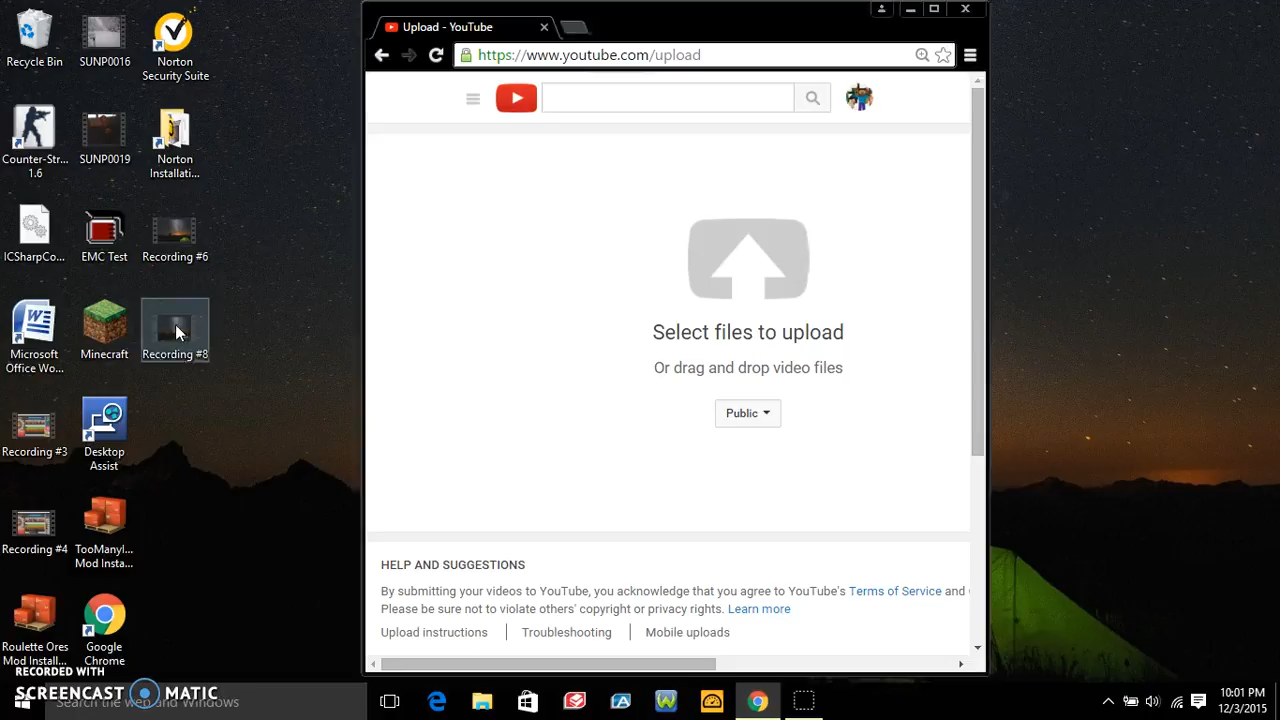 Recycle Bin
SUNP0016
Norton
Security Suite
Counter-Str...
1.6
SUNP0019
Norton
Installati...
ICSharpCo...
EMC Test
Recording #6
Microsoft
Office Wo...
Minecraft
Recording #8
Recording #3
Desktop
Assist
Recording #4
TooManyI...
Mod Insta...
Roulette Ores
Mod Install...
Google
Chrome
RECORDED WITH
SCREENCAST MATIC
Search the web and Windows
Upload - YouTube
https://www.youtube.com/upload
Select files to upload
Or drag and drop video files
Public
HELP AND SUGGESTIONS
By submitting your videos to YouTube, you acknowledge that you agree to YouTube's Terms of Service and
Please be sure not to violate others' copyright or privacy rights. Learn more
Upload instructions
Troubleshooting
Mobile uploads
10:01 PM
12/3/2015